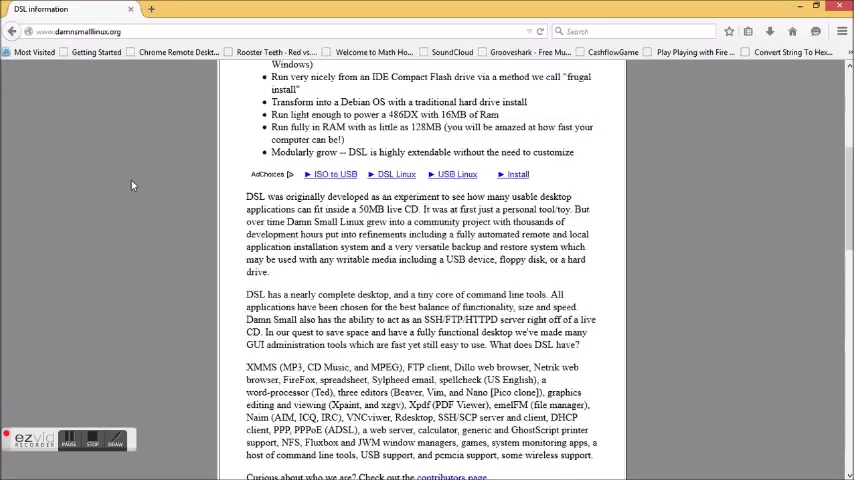 DSL information
www.damnsmalllinux.org
Search
Most Visited
Getting Started
Chrome Remote Deskt...
Rooster Teeth - Red vs....
Welcome to Math Ho...
SoundCloud
Grooveshark - Free Mu...
CashflowGame
Play Playing with Fire ...
Convert String To Hex...
Windows)
Run very nicely from an IDE Compact Flash drive via a method we call "frugal
install"
Transform into a Debian OS with a traditional hard drive install
Run light enough to power a 486DX with 16MB of Ram
Run fully in RAM with as little as 128MB (you will be amazed at how fast your
computer can be!)
Modularly grow -- DSL is highly extendable without the need to customize
AdChoices ► ISO to USB ► DSL Linux ► USB Linux ► Install
DSL was originally developed as an experiment to see how many usable desktop
applications can fit inside a 50MB live CD. It was at first just a personal tool/toy. But
over time Damn Small Linux grew into a community project with thousands of
development hours put into refinements including a fully automated remote and local
application installation system and a very versatile backup and restore system which
may be used with any writable media including a USB device, floppy disk, or a hard
drive.
DSL has a nearly complete desktop, and a tiny core of command line tools. All
applications have been chosen for the best balance of functionality, size and speed.
Damn Small also has the ability to act as an SSH/FTP/HTTPD server right off of a live
CD. In our quest to save space and have a fully functional desktop we've made many
GUI administration tools which are fast yet still easy to use. What does DSL have?
XMMS (MP3, CD Music, and MPEG), FTP client, Dillo web browser, Netrik web
browser, FireFox, spreadsheet, Sylpheed email, spellcheck (US English), a
word-processor (Ted), three editors (Beaver, Vim, and Nano [Pico clone]), graphics
editing and viewing (Xpaint, and xzgv), Xpdf (PDF Viewer), emelFM (file manager),
Naim (AIM, ICQ, IRC), VNCviwer, Rdesktop, SSH/SCP server and client, DHCP
client, PPP, PPPoE (ADSL), a web server, calculator, generic and GhostScript printer
support, NFS, Fluxbox and JWM window managers, games, system monitoring apps, a
host of command line tools, USB support, and pcmcia support, some wireless support.
Curious about who we are? Check out the contributors page.
ezvid
RECORDER
PAUSE
STOP
DRAW